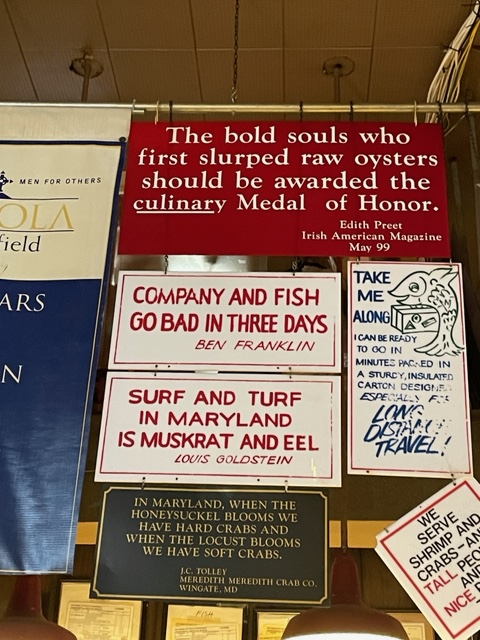 The bold souls who
first slurped raw oysters
should be awarded the
culinary Medal of Honor.
Edith Preet
Irish American Magazine
May 99
MEN FOR OTHERS
OLA
field
ARS
N
COMPANY AND FISH
GO BAD IN THREE DAYS
BEN FRANKLIN
SURF AND TURF
IN MARYLAND
IS MUSKRAT AND EEL
LOUIS GOLDSTEIN
IN MARYLAND, WHEN THE
HONEYSUCKEL BLOOMS WE
HAVE HARD CRABS AND
WHEN THE LOCUST BLOOMS
WE HAVE SOFT CRABS.
J.C. TOLLEY
MEREDITH MEREDITH CRAB CO.
WINGATE, MD
TAKE
ME
ALONG
I CAN BE READY
TO GO IN
MINUTES PACKED IN
A STURDY, INSULATED
CARTON DESIGNED
ESPECIALLY FOR
LONG
DISTANCE
TRAVEL!
WE
SERVE
SHRIMP AND
CRABS
TALL
AND
NICE
FISH